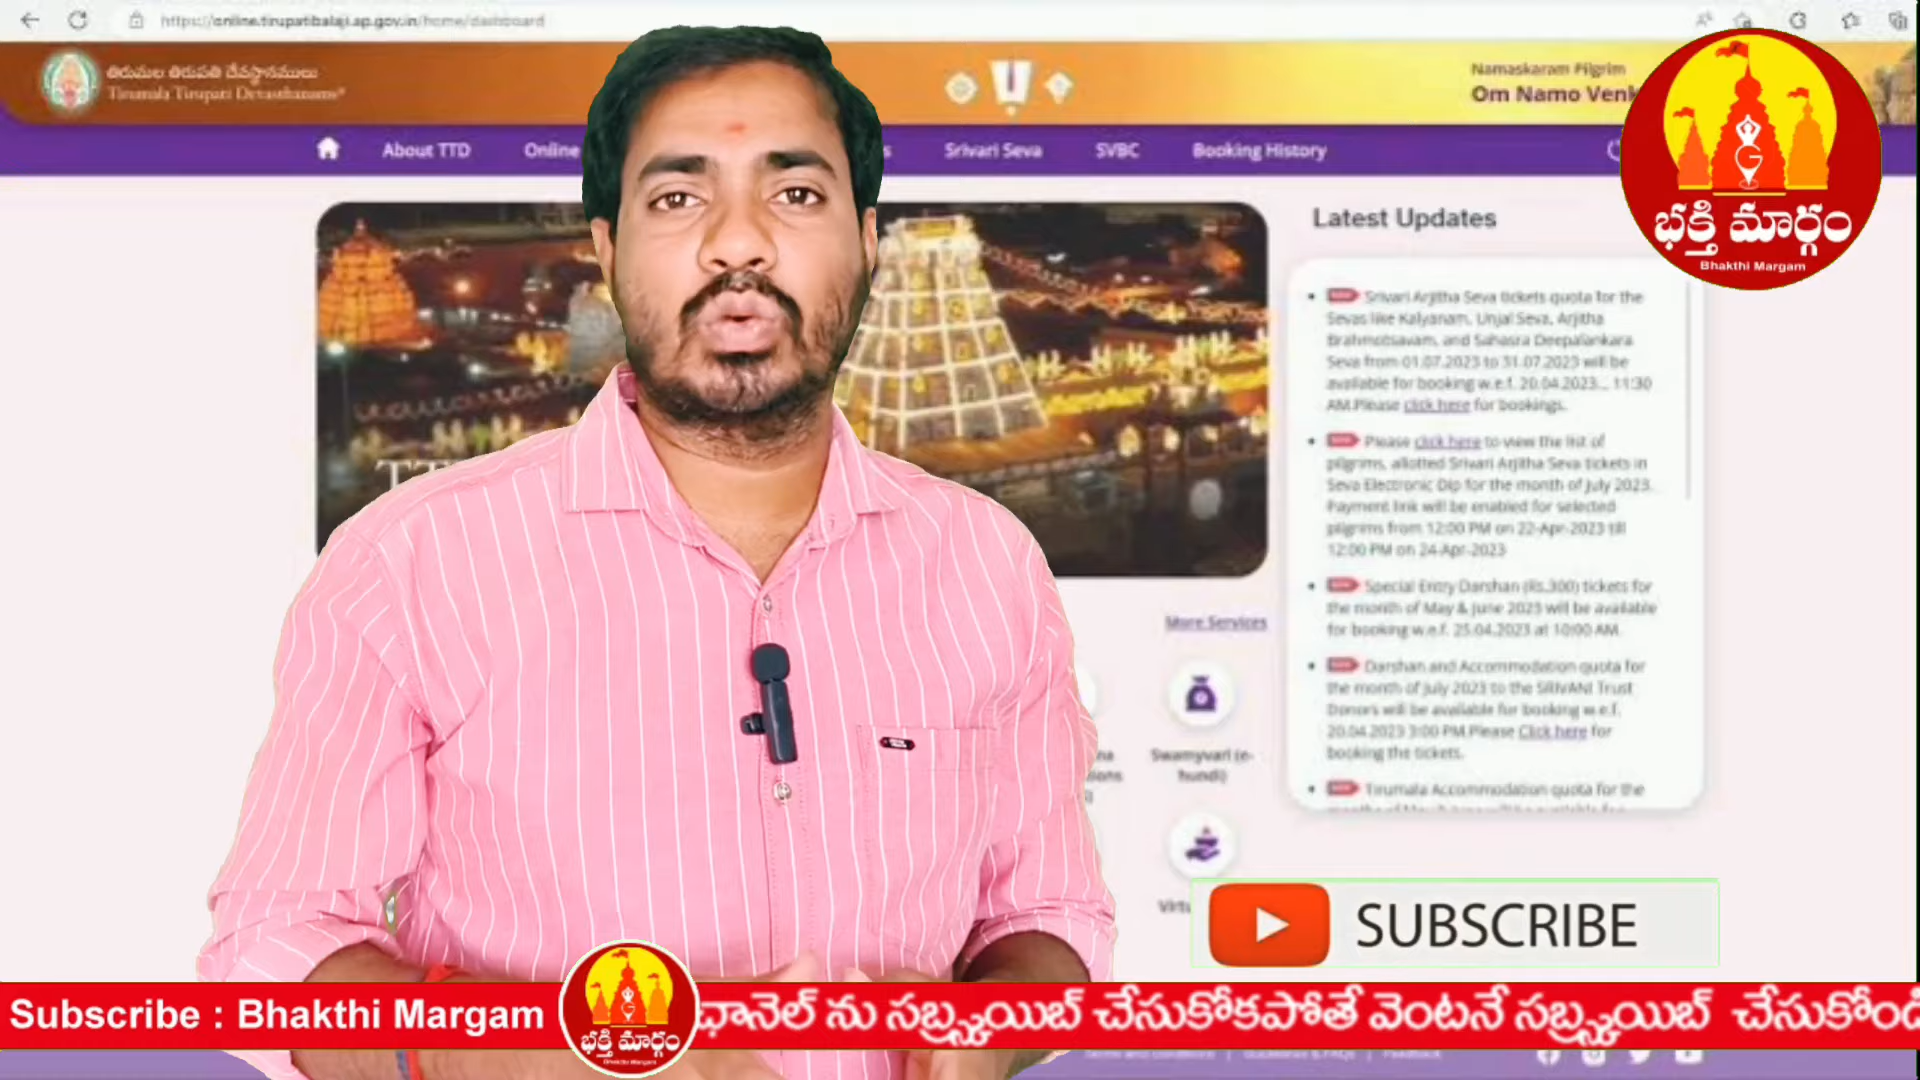 https://online.tirupatibalaji.ap.gov.in/home/dashboard
తిరుమల తిరుపతి దేవస్థానములు
Tirumala Tirupati Devasthanams
Namaskaram Pilgrim
Om Namo Venk
About TTD
Online
Srivari Seva
SVBC
Booking History
భక్తి మార్గం
Bhakthi Margam
Latest Updates
Srivari Arjitha Seva tickets quota for the
Sevas like Kalyanam, Unjal Seva, Arjitha
Brahmotsavam, and Sahasra Deepalankara
Seva from 01.07.2023 to 31.07.2023 will be
available for booking w.e.f. 20.04.2023... 11:30
AM.Please click here for bookings.
Please click here to view the list of
pilgrims, allotted Srivari Arjitha Seva tickets in
Seva Electronic Dip for the month of July 2023.
Payment link will be enabled for selected
pilgrims from 12:00 PM on 22-Apr-2023 till
12:00 PM on 24-Apr-2023
Special Entry Darshan (Rs.300) tickets for
the month of May & June 2023 will be available
for booking w.e.f. 25.04.2023 at 10:00 AM.
Darshan and Accommodation quota for
the month of July 2023 to the SRIVANI Trust
Donors will be available for booking w.e.f.
20.04.2023 3:00 PM.Please Click here for
booking the tickets.
Tirumala Accommodation quota for the
More Services
Swamyvari (e-
hundi)
SUBSCRIBE
Subscribe : Bhakthi Margam
భక్తి మార్గం
ఛానెల్ ను సబ్స్క్రయిబ్ చేసుకోకపోతే వెంటనే సబ్స్క్రయిబ్ చేసుకోండి